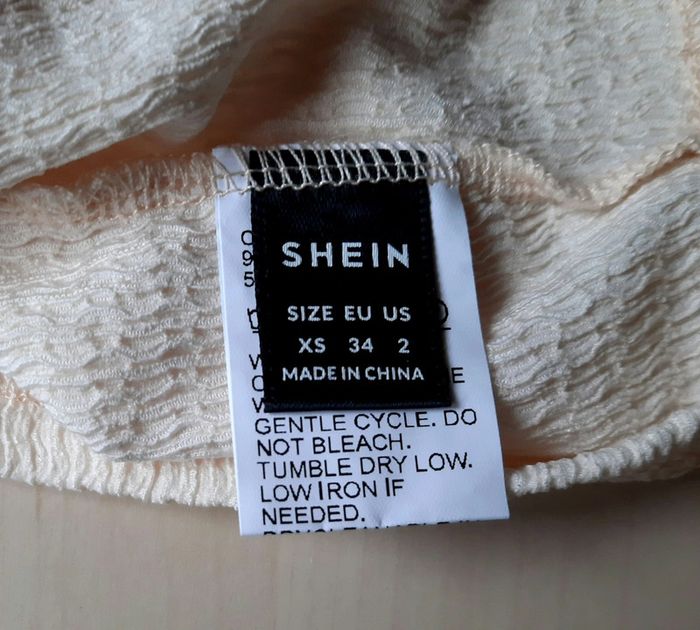 SHEIN
SIZE EU US
XS 34 2
MADE IN CHINA
GENTLE CYCLE. DO
NOT BLEACH.
TUMBLE DRY LOW.
LOW IRON IF
NEEDED.